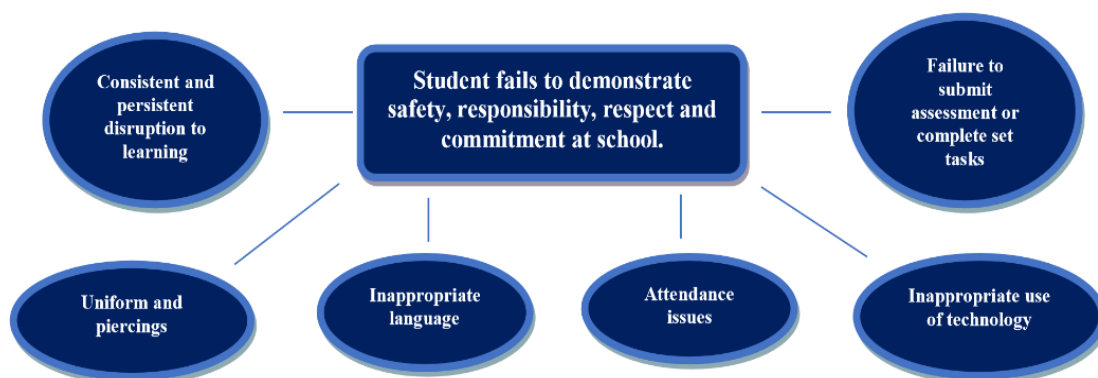 Student fails to demonstrate
safety, responsibility, respect and
commitment at school.
Consistent and
persistent
disruption to
learning
Failure to
submit
assessment or
complete set
tasks
Uniform and
piercings
Inappropriate
language
Attendance
issues
Inappropriate use
of technology